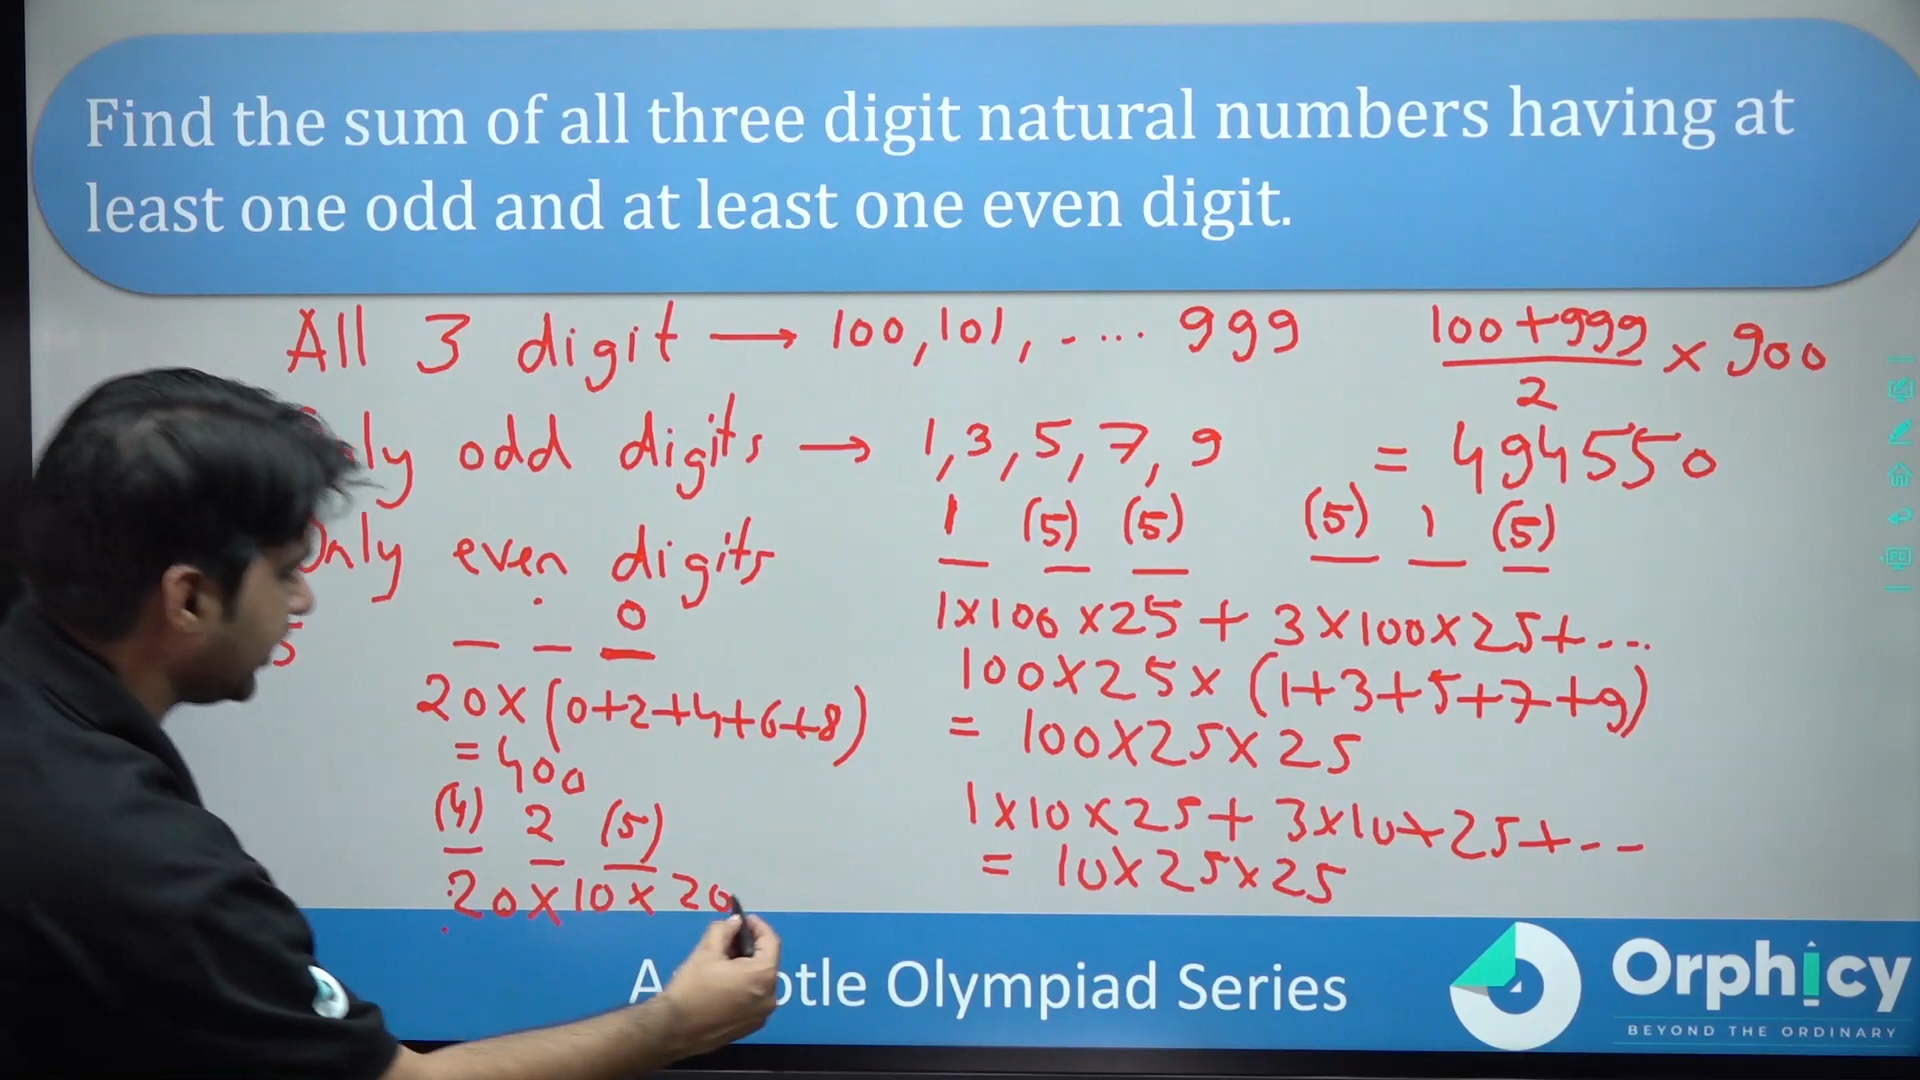 Find the sum of all three digit natural numbers having at
least one odd and at least one even digit.
All 3 digit → 100, 101, - ... 999
100 + 999 / 2 × 900
= 494550
odd digits → 1, 3, 5, 7, 9
even digits
1 (5) (5)
(5) 1 (5)
1×100 ×25 + 3×100×25+...
100×25× (1+3+5+7+9)
= 100×25×25
1×10×25+ 3×10×25+--
= 10×25×25
0
5
20×(0+2+4+6+8)
= 400
(4) 2 (5)
20×10×20
Olympiad Series
Orphicy
BEYOND THE ORDINARY